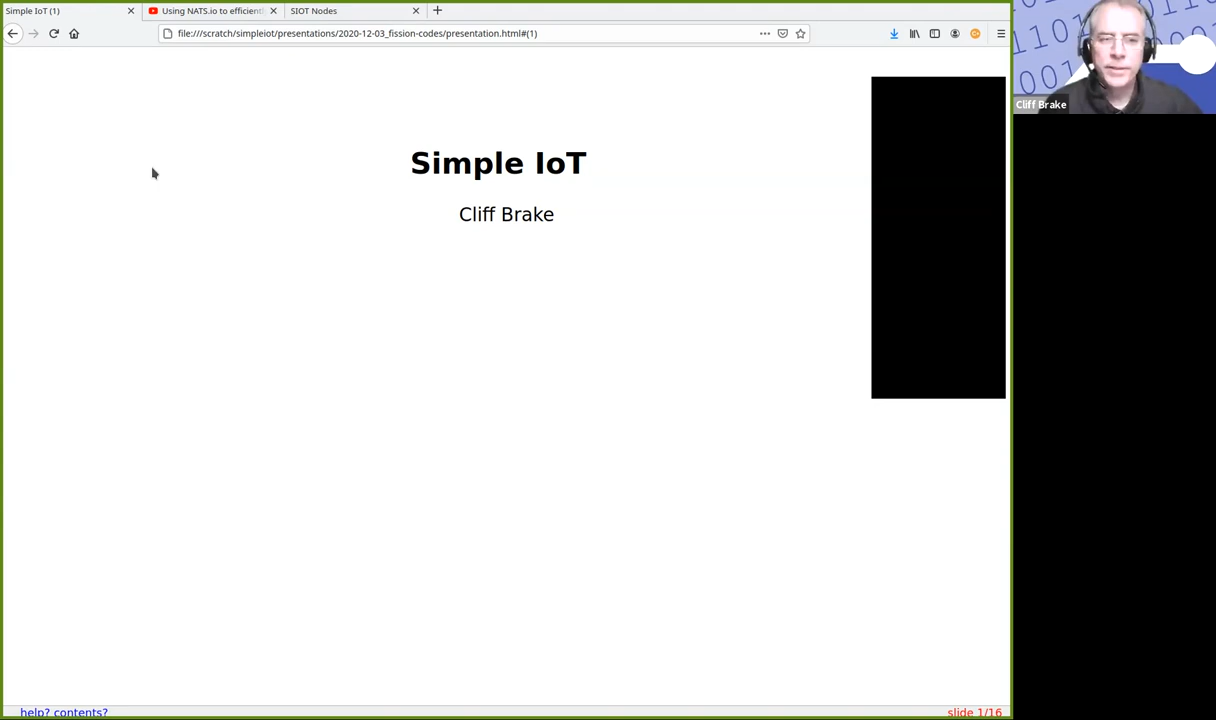 Simple IoT (1)
Using NATS.io to efficient
SIOT Nodes
file:///scratch/simpleiot/presentations/2020-12-03_fission-codes/presentation.html#(1)
Simple IoT
Cliff Brake
help? contents?
slide 1/16
Cliff Brake